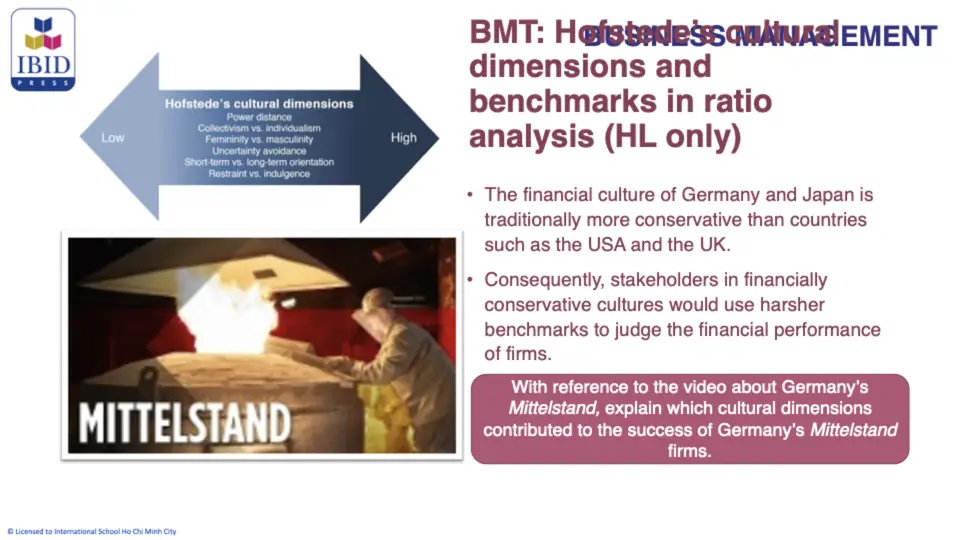 IBID
PRESS
BUSINESS MANAGEMENT
BMT: Hofstede's cultural
dimensions and
benchmarks in ratio
analysis (HL only)
Hofstede's cultural dimensions
Power distance
Collectivism vs. individualism
Femininity vs. masculinity
Uncertainty avoidance
Short-term vs. long-term orientation
Restraint vs. indulgence
Low
High
• The financial culture of Germany and Japan is
traditionally more conservative than countries
such as the USA and the UK.
• Consequently, stakeholders in financially
conservative cultures would use harsher
benchmarks to judge the financial performance
of firms.
MITTELSTAND
With reference to the video about Germany's
Mittelstand, explain which cultural dimensions
contributed to the success of Germany's Mittelstand
firms.
© Licensed to International School Ho Chi Minh City